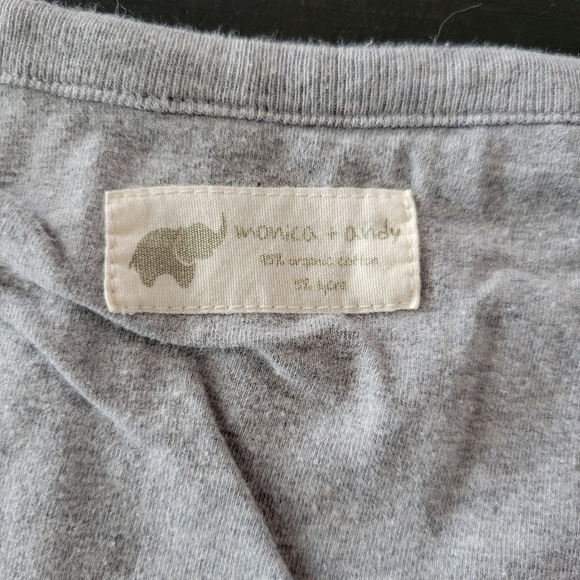 monica + andy
95% organic cotton
5% lycra